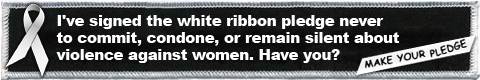 I've signed the white ribbon pledge never
to commit, condone, or remain silent about
violence against women. Have you?
MAKE YOUR PLEDGE